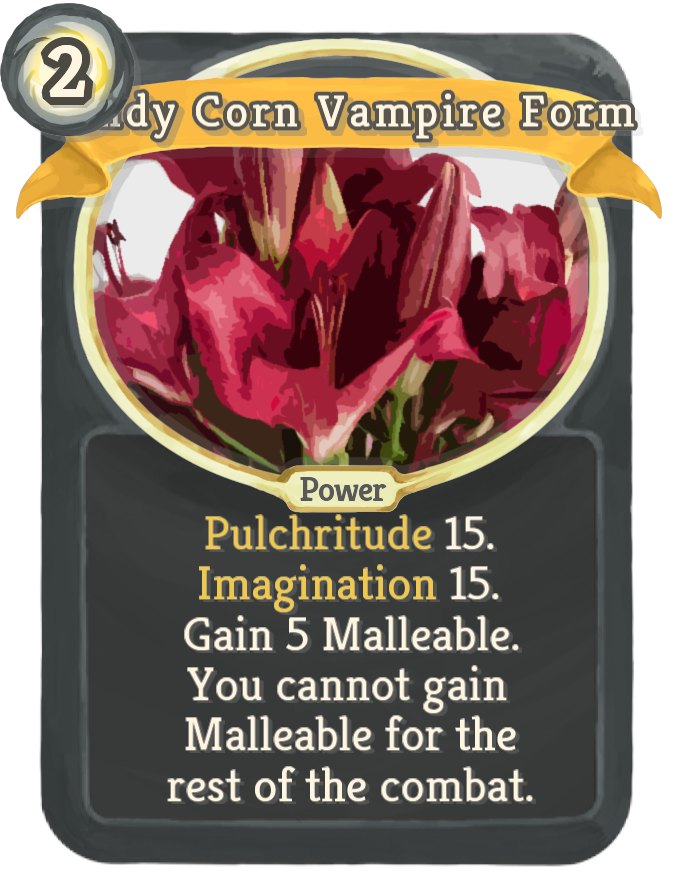 2
Corn Vampire Form
Power
Pulchritude 15.
Imagination 15.
Gain 5 Malleable.
You cannot gain
Malleable for the
rest of the combat.